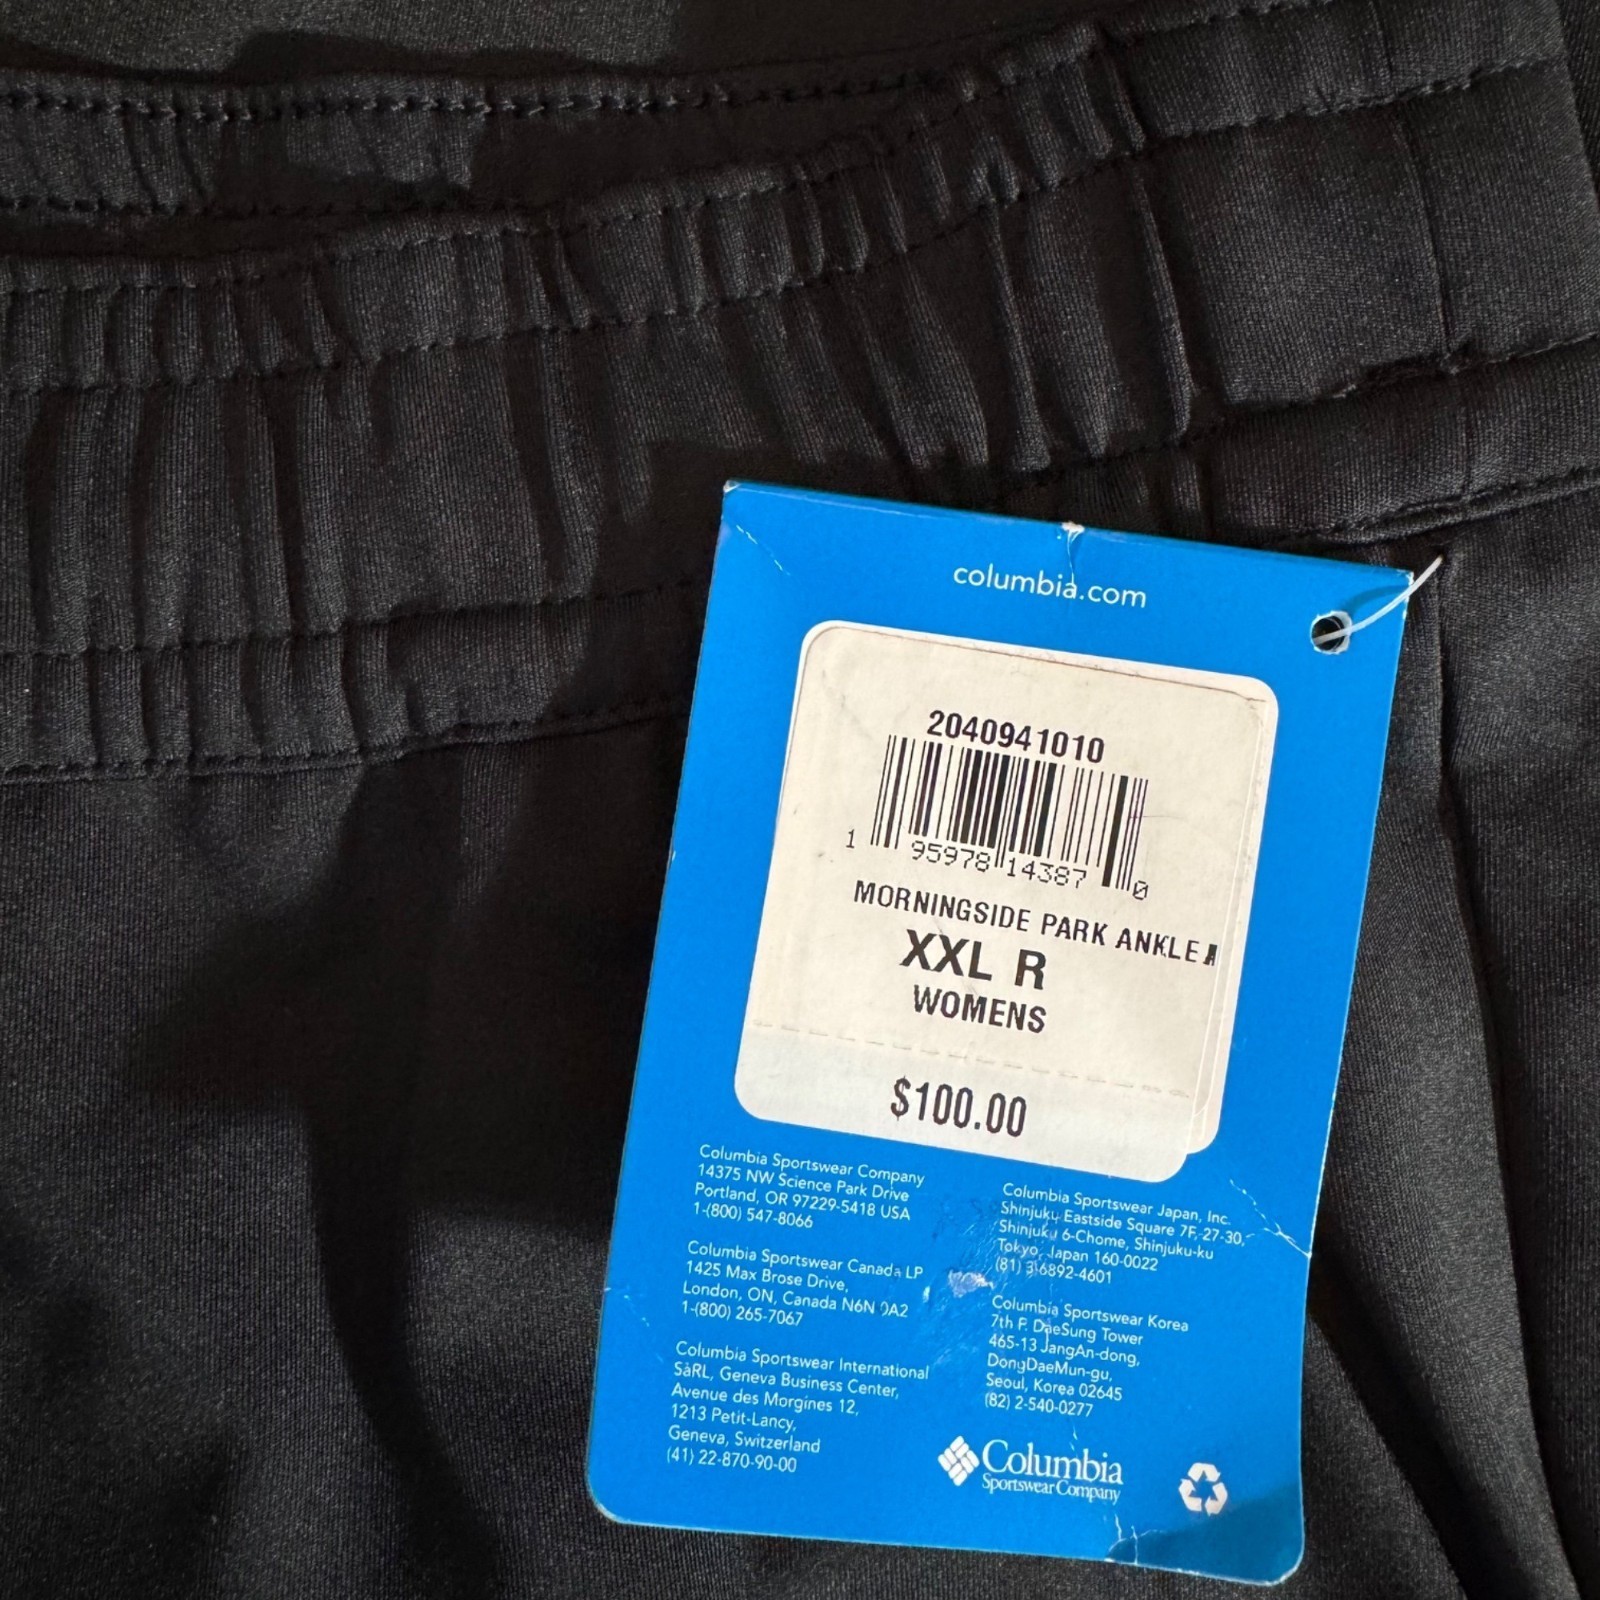 columbia.com
2040941010
1 95978 14387 0
MORNINGSIDE PARK ANKLE
XXL R
WOMENS
$100.00
Columbia Sportswear Company
14375 NW Science Park Drive
Portland, OR 97229-5418 USA
1-(800) 547-8066
Columbia Sportswear Canada LP
1425 Max Brose Drive,
London, ON, Canada N6N 0A2
1-(800) 265-7067
Columbia Sportswear International
SàRL, Geneva Business Center,
Avenue des Morgines 12,
1213 Petit-Lancy,
Geneva, Switzerland
(41) 22-870-90-00
Columbia Sportswear Japan, Inc.
Shinjuku Eastside Square 7F, 27-30,
Shinjuku 6-Chome, Shinjuku-ku
Tokyo, Japan 160-0022
(81) 3-6892-4601
Columbia Sportswear Korea
7th F. DaeSung Tower
465-13 JangAn-dong,
DongDaeMun-gu,
Seoul, Korea 02645
(82) 2-540-0277
Columbia
Sportswear Company